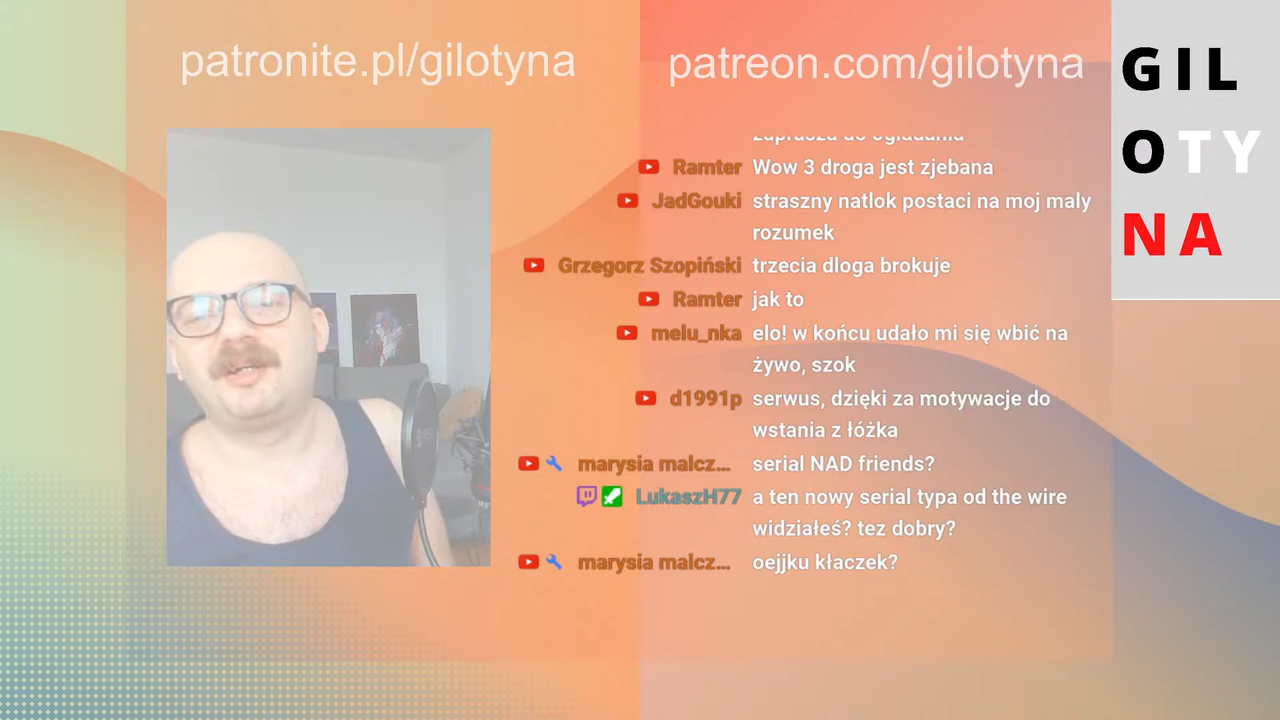 patronite.pl/gilotyna
patreon.com/gilotyna
GIL
OTY
NA
zaprasza do oglądania
Ramter Wow 3 droga jest zjebana
JadGouki straszny natlok postaci na moj maly
rozumek
Grzegorz Szopiński trzecia dloga brokuje
Ramter jak to
melu_nka elo! w końcu udało mi się wbić na
żywo, szok
d1991p serwus, dzięki za motywacje do
wstania z łóżka
marysia malcz... serial NAD friends?
LukaszH77 a ten nowy serial typa od the wire
widziałeś? tez dobry?
marysia malcz... oejjku kłaczek?